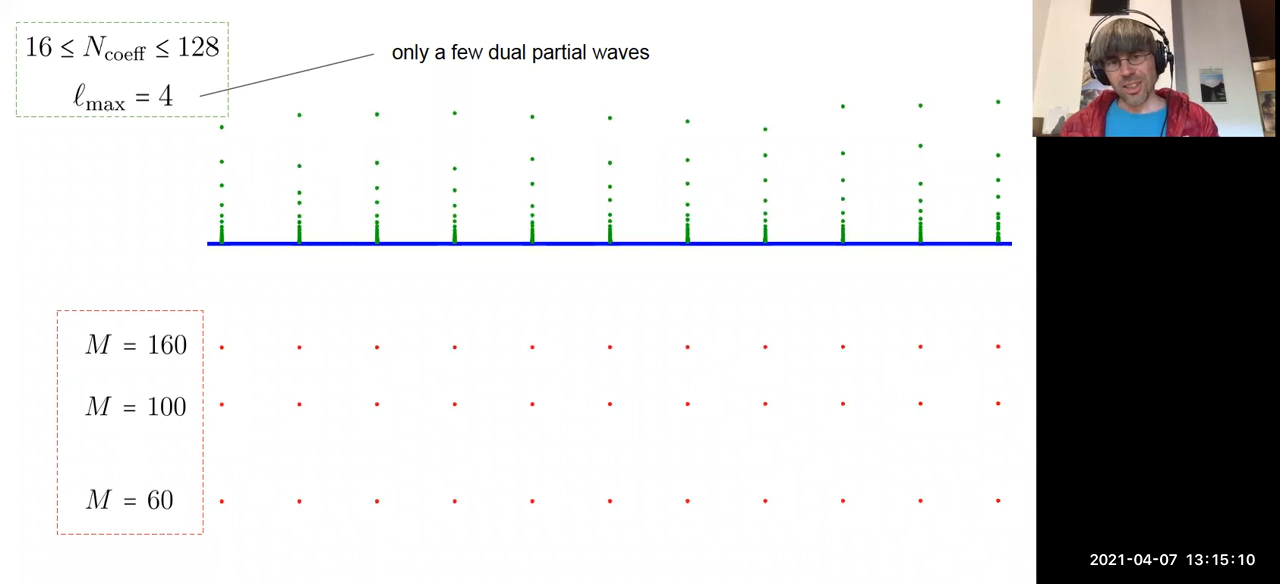 16 ≤ N_coeff ≤ 128
ℓ_max = 4
only a few dual partial waves
M = 160
M = 100
M = 60
2021-04-07 13:15:10